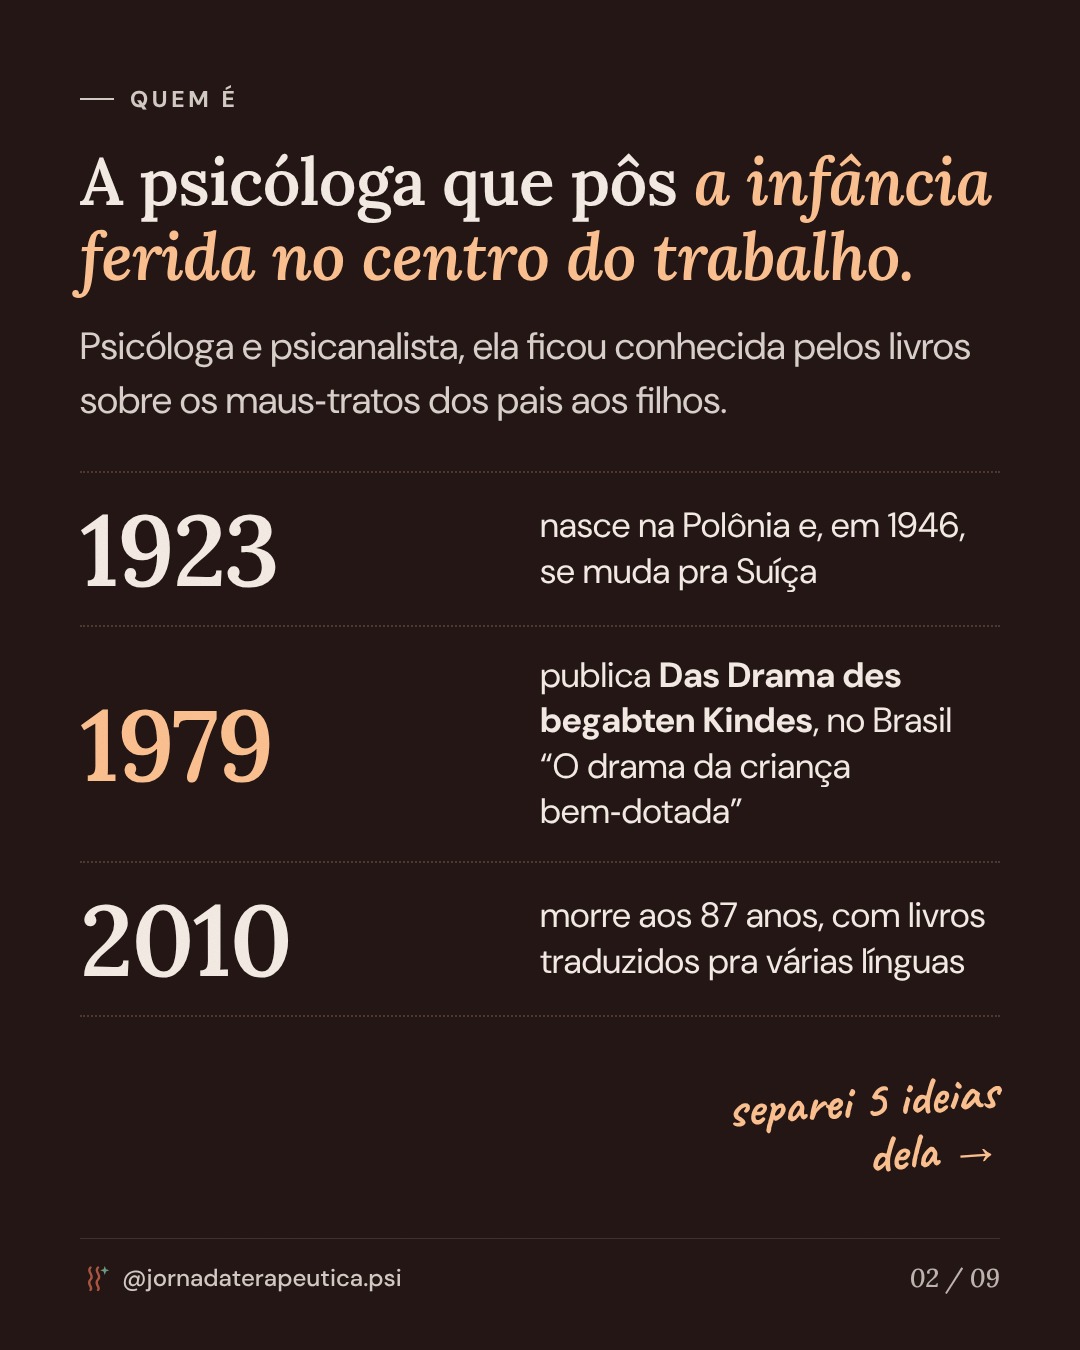 — QUEM É
A psicóloga que pôs a infância
ferida no centro do trabalho.
Psicóloga e psicanalista, ela ficou conhecida pelos livros
sobre os maus-tratos dos pais aos filhos.
1923
nasce na Polônia e, em 1946,
se muda pra Suíça
1979
publica Das Drama des
begabten Kindes, no Brasil
“O drama da criança
bem-dotada”
2010
morre aos 87 anos, com livros
traduzidos pra várias línguas
separei 5 ideias
dela →
@jornadaterapeutica.psi
02 / 09